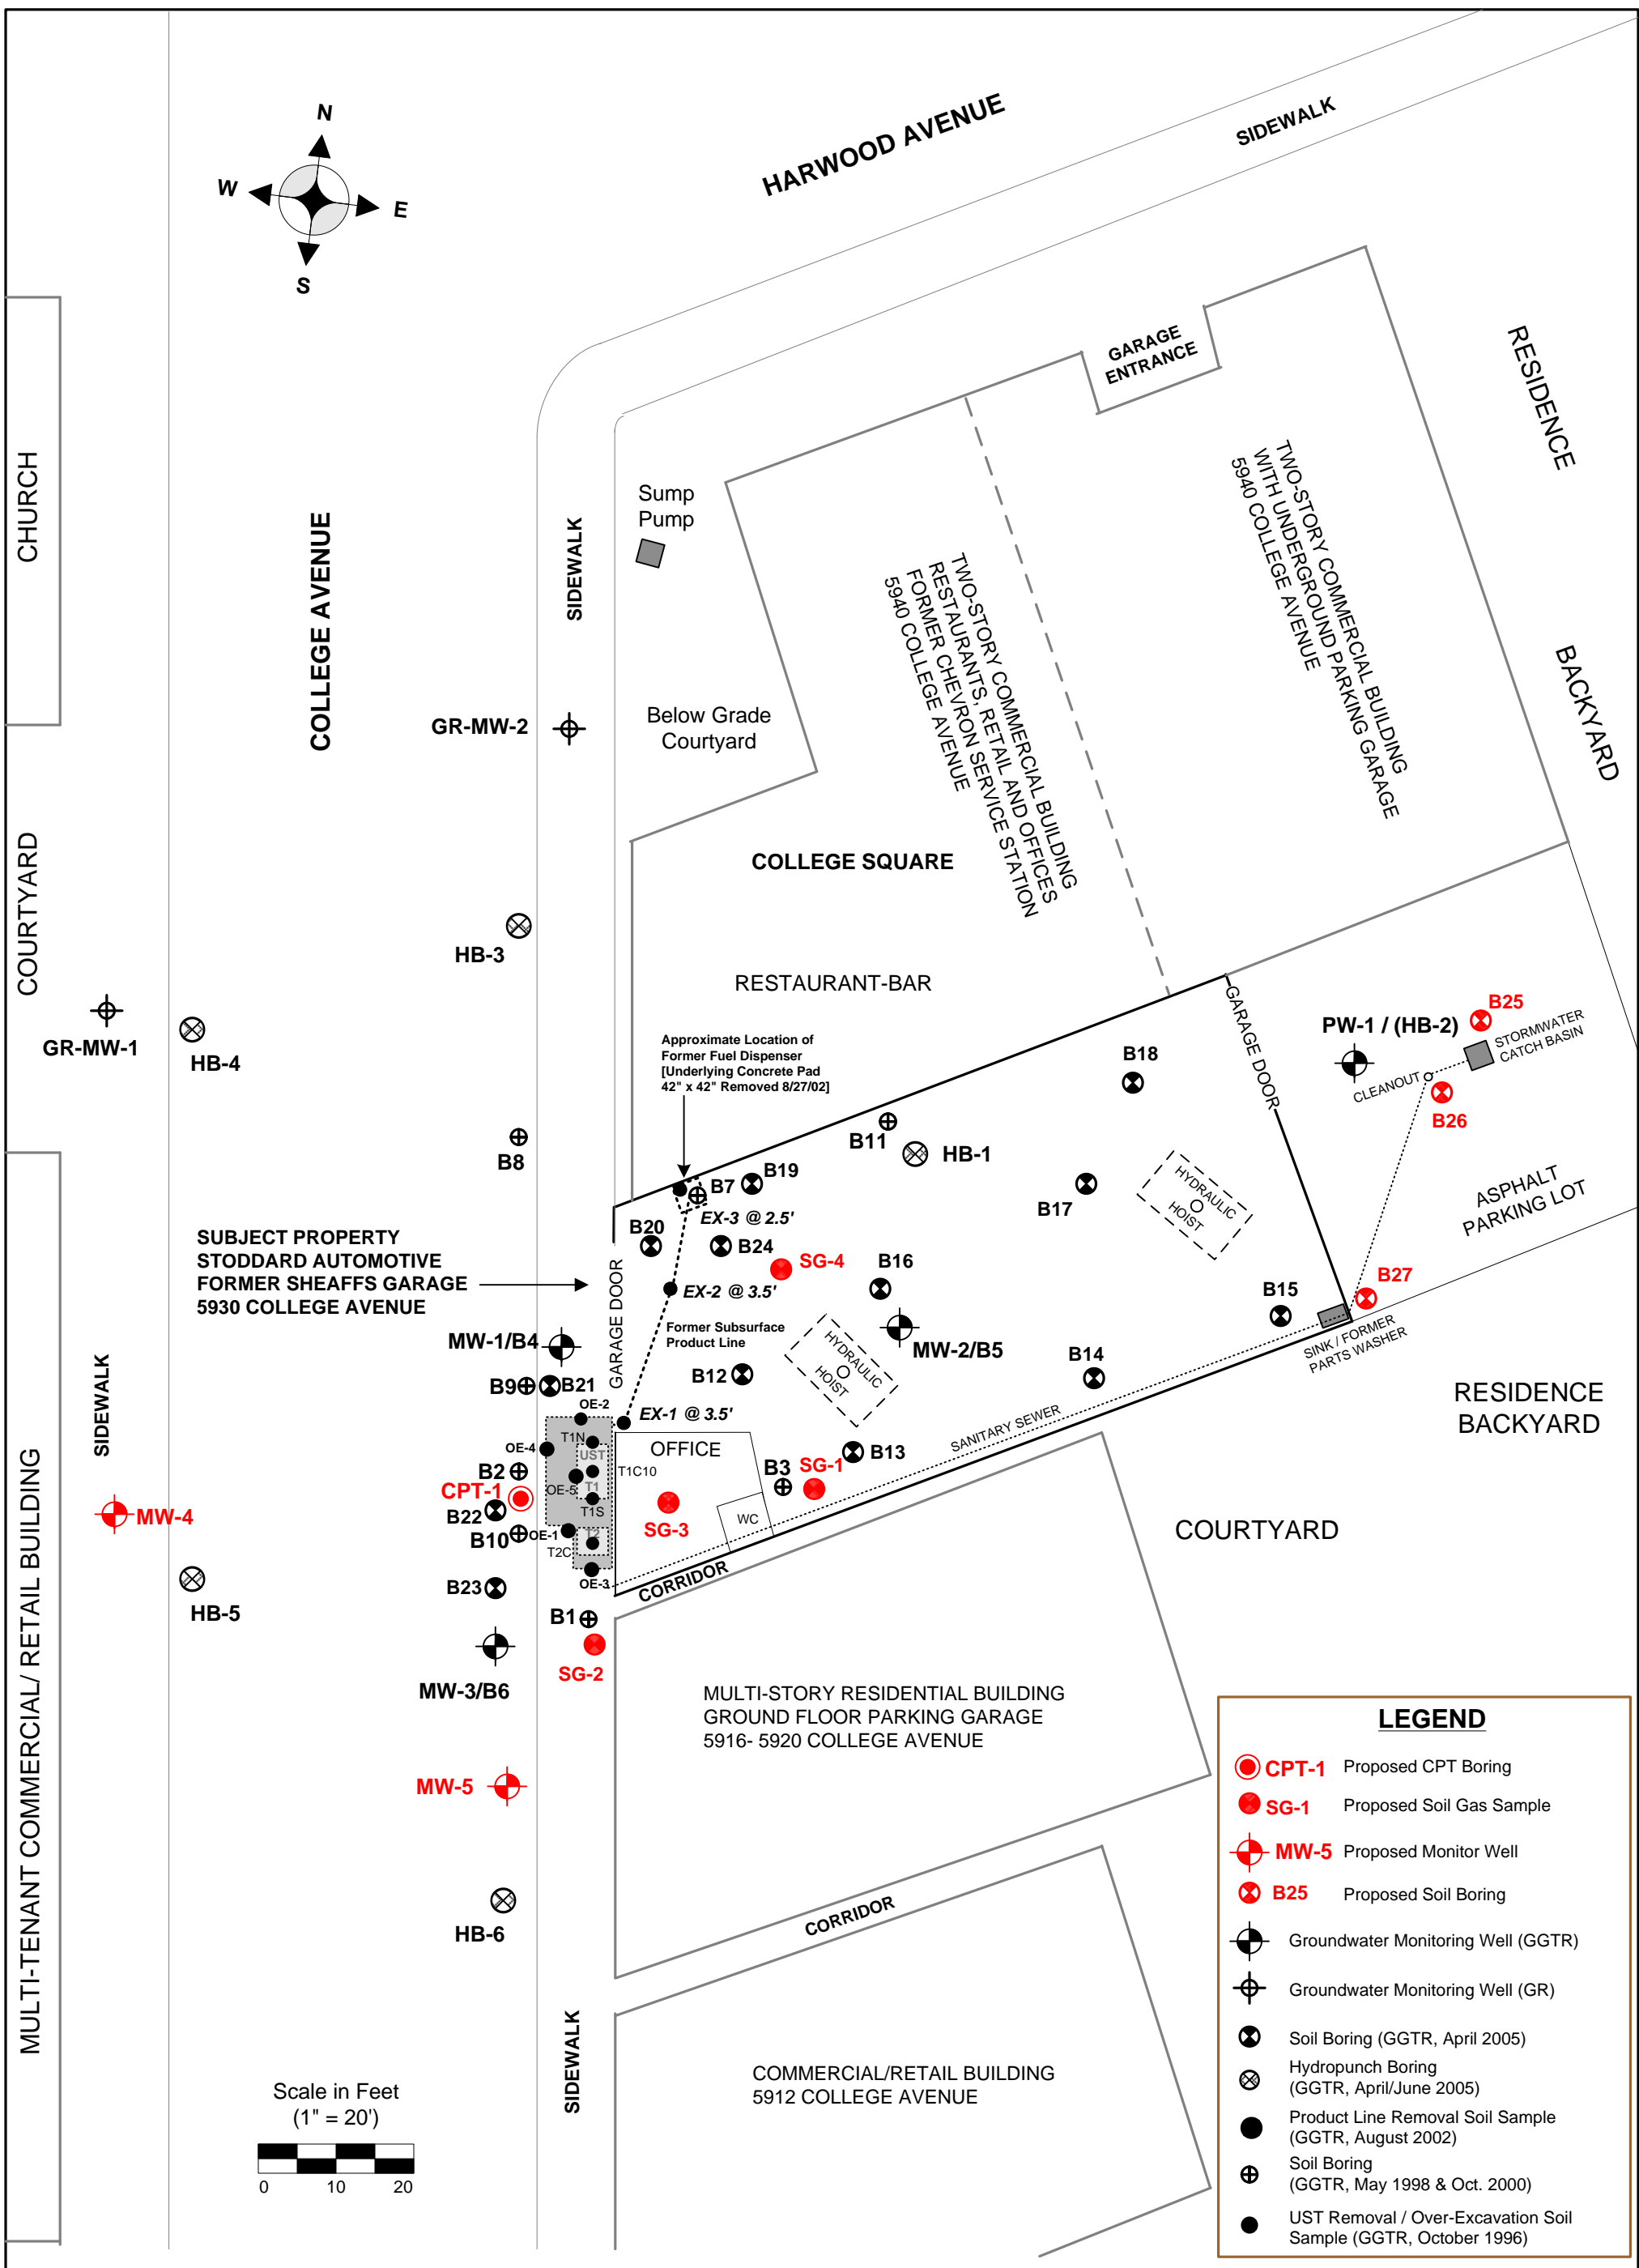 HARWOOD AVENUE
SIDEWALK
N
W
E
S
GARAGE
ENTRANCE
RESIDENCE
BACKYARD
CHURCH
COLLEGE AVENUE
SIDEWALK
Sump
Pump
TWO-STORY COMMERCIAL BUILDING
WITH UNDERGROUND PARKING GARAGE
5940 COLLEGE AVENUE
TWO-STORY COMMERCIAL BUILDING
RESTAURANTS, RETAIL AND OFFICES
FORMER CHEVRON SERVICE STATION
5940 COLLEGE AVENUE
GR-MW-2
Below Grade
Courtyard
COLLEGE SQUARE
COURTYARD
HB-3
RESTAURANT-BAR
GR-MW-1
HB-4
GARAGE DOOR
PW-1 / (HB-2)
B25
STORMWATER
CATCH BASIN
CLEANOUT
B26
Approximate Location of
Former Fuel Dispenser
[Underlying Concrete Pad
42" x 42" Removed 8/27/02]
B18
B11
HB-1
B8
B19
B7
EX-3 @ 2.5'
B17
HYDRAULIC
HOIST
ASPHALT
PARKING LOT
SUBJECT PROPERTY
STODDARD AUTOMOTIVE
FORMER SHEAFFS GARAGE
5930 COLLEGE AVENUE
B20
B24
SG-4
EX-2 @ 3.5'
B16
B15
B27
GARAGE DOOR
Former Subsurface
Product Line
MW-1/B4
HYDRAULIC
HOIST
MW-2/B5
SINK / FORMER
PARTS WASHER
B12
B14
B9
B21
SIDEWALK
RESIDENCE
BACKYARD
OE-2
EX-1 @ 3.5'
T1N
OE-4
UST
OFFICE
SANITARY SEWER
B13
B2
T1C10
B3
SG-1
CPT-1
OE-5
T1
MW-4
B22
T1S
SG-3
WC
B10
OE-1
T2
COURTYARD
T2C
OE-3
CORRIDOR
B23
HB-5
B1
SG-2
MW-3/B6
MULTI-TENANT COMMERCIAL/ RETAIL BUILDING
MULTI-STORY RESIDENTIAL BUILDING
GROUND FLOOR PARKING GARAGE
5916- 5920 COLLEGE AVENUE
MW-5
HB-6
CORRIDOR
SIDEWALK
COMMERCIAL/RETAIL BUILDING
5912 COLLEGE AVENUE
Scale in Feet
(1" = 20')
0 10 20
LEGEND
CPT-1 Proposed CPT Boring
SG-1 Proposed Soil Gas Sample
MW-5 Proposed Monitor Well
B25 Proposed Soil Boring
Groundwater Monitoring Well (GGTR)
Groundwater Monitoring Well (GR)
Soil Boring (GGTR, April 2005)
Hydropunch Boring
(GGTR, April/June 2005)
Product Line Removal Soil Sample
(GGTR, August 2002)
Soil Boring
(GGTR, May 1998 & Oct. 2000)
UST Removal / Over-Excavation Soil
Sample (GGTR, October 1996)